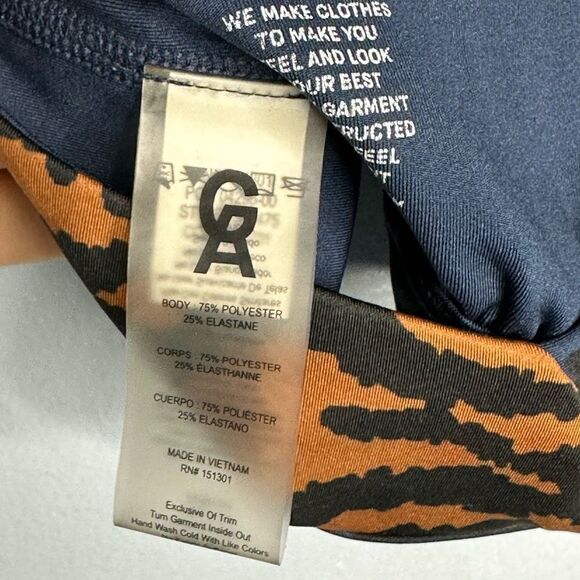 WE MAKE CLOTHES
TO MAKE YOU
EEL AND LOOK
UR BEST
GARMENT
RUCTED
EEL
GA
BODY : 75% POLYESTER
25% ELASTANE
CORPS : 75% POLYESTER
25% ÉLASTHANNE
CUERPO : 75% POLIÉSTER
25% ELASTANO
MADE IN VIETNAM
RN# 151301
Exclusive Of Trim
Turn Garment Inside Out
Hand Wash Cold With Like Colors